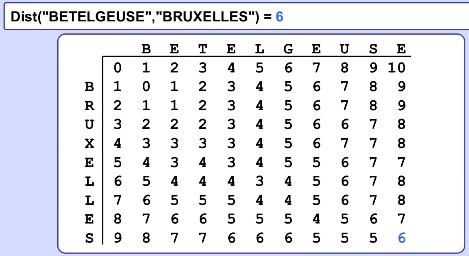 Dist("BETELGEUSE","BRUXELLES") = 6
B E T E L G E U S E
0 1 2 3 4 5 6 7 8 9 10
B 1 0 1 2 3 4 5 6 7 8 9
R 2 1 1 2 3 4 5 6 7 8 9
U 3 2 2 2 3 4 5 6 6 7 8
X 4 3 3 3 3 4 5 6 7 7 8
E 5 4 3 4 3 4 5 5 6 7 7
L 6 5 4 4 4 3 4 5 6 7 8
L 7 6 5 5 5 4 4 5 6 7 8
E 8 7 6 6 5 5 5 4 5 6 7
S 9 8 7 7 6 6 6 5 5 5 6